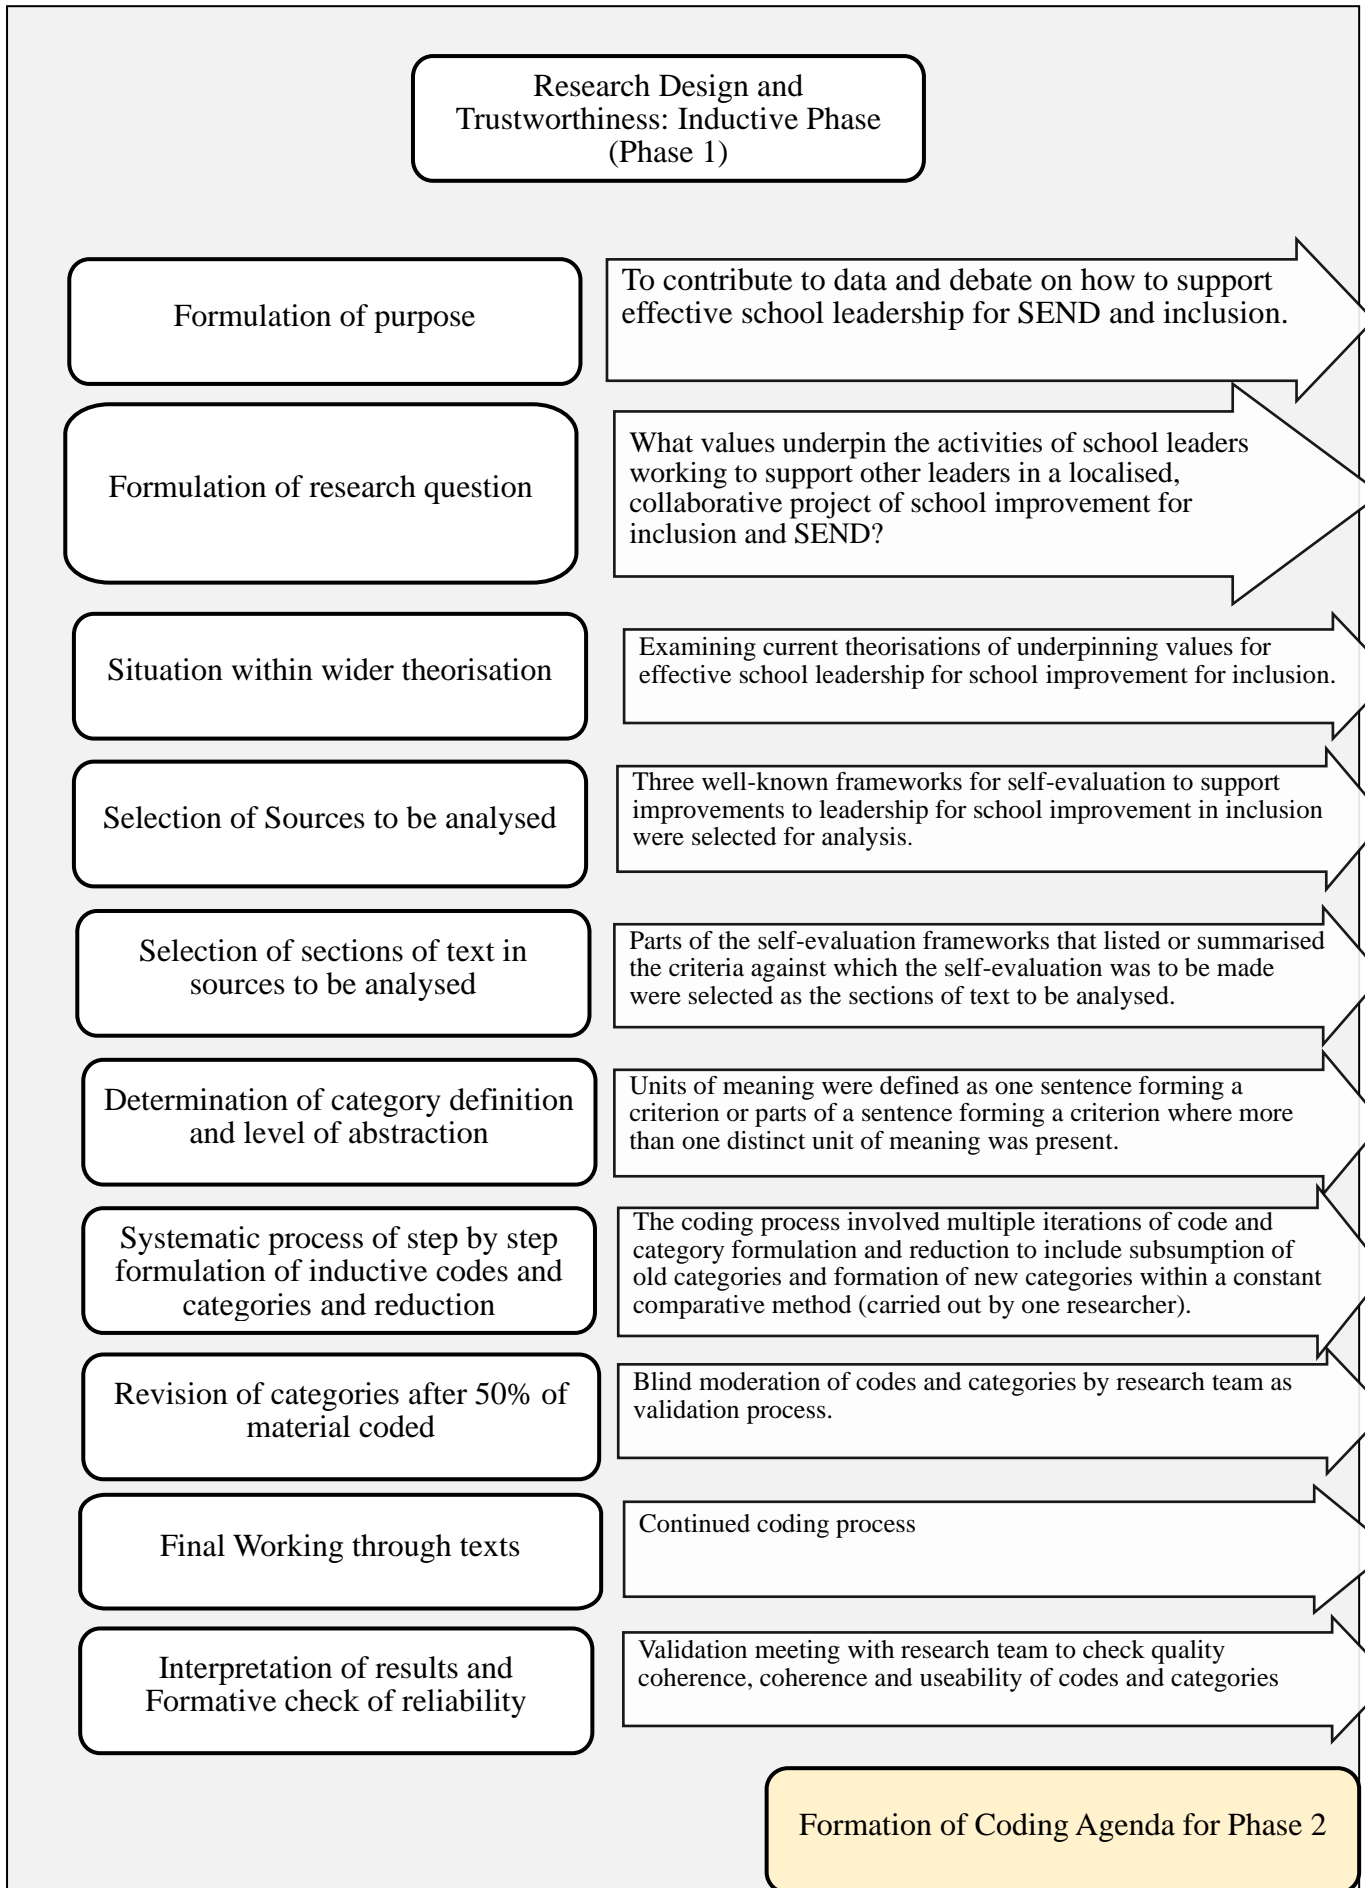 Research Design and
Trustworthiness: Inductive Phase
(Phase 1)
Formulation of purpose
To contribute to data and debate on how to support
effective school leadership for SEND and inclusion.
Formulation of research question
What values underpin the activities of school leaders
working to support other leaders in a localised,
collaborative project of school improvement for
inclusion and SEND?
Situation within wider theorisation
Examining current theorisations of underpinning values for
effective school leadership for school improvement for inclusion.
Selection of Sources to be analysed
Three well-known frameworks for self-evaluation to support
improvements to leadership for school improvement in inclusion
were selected for analysis.
Selection of sections of text in
sources to be analysed
Parts of the self-evaluation frameworks that listed or summarised
the criteria against which the self-evaluation was to be made
were selected as the sections of text to be analysed.
Determination of category definition
and level of abstraction
Units of meaning were defined as one sentence forming a
criterion or parts of a sentence forming a criterion where more
than one distinct unit of meaning was present.
Systematic process of step by step
formulation of inductive codes and
categories and reduction
The coding process involved multiple iterations of code and
category formulation and reduction to include subsumption of
old categories and formation of new categories within a constant
comparative method (carried out by one researcher).
Revision of categories after 50% of
material coded
Blind moderation of codes and categories by research team as
validation process.
Final Working through texts
Continued coding process
Interpretation of results and
Formative check of reliability
Validation meeting with research team to check quality
coherence, coherence and useability of codes and categories
Formation of Coding Agenda for Phase 2